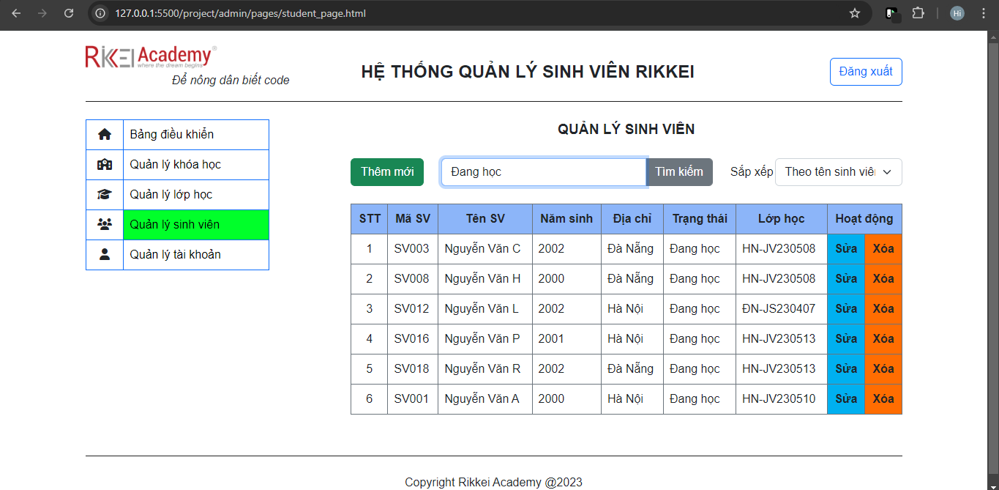 127.0.0.1:5500/project/admin/pages/student_page.html
Hi
RIKKEI Academy®
where the dream begins
Để nông dân biết code
HỆ THỐNG QUẢN LÝ SINH VIÊN RIKKEI
Đăng xuất
Bảng điều khiển
Quản lý khóa học
Quản lý lớp học
Quản lý sinh viên
Quản lý tài khoản
QUẢN LÝ SINH VIÊN
Thêm mới Đang học Tìm kiếm Sắp xếp Theo tên sinh viê
STT Mã SV Tên SV Năm sinh Địa chỉ Trạng thái Lớp học Hoạt động
1 SV003 Nguyễn Văn C 2002 Đà Nẵng Đang học HN-JV230508 Sửa Xóa
2 SV008 Nguyễn Văn H 2000 Đà Nẵng Đang học HN-JV230508 Sửa Xóa
3 SV012 Nguyễn Văn L 2002 Hà Nội Đang học ĐN-JS230407 Sửa Xóa
4 SV016 Nguyễn Văn P 2001 Hà Nội Đang học HN-JV230513 Sửa Xóa
5 SV018 Nguyễn Văn R 2002 Đà Nẵng Đang học HN-JV230513 Sửa Xóa
6 SV001 Nguyễn Văn A 2000 Hà Nội Đang học HN-JV230510 Sửa Xóa
Copyright Rikkei Academy @2023